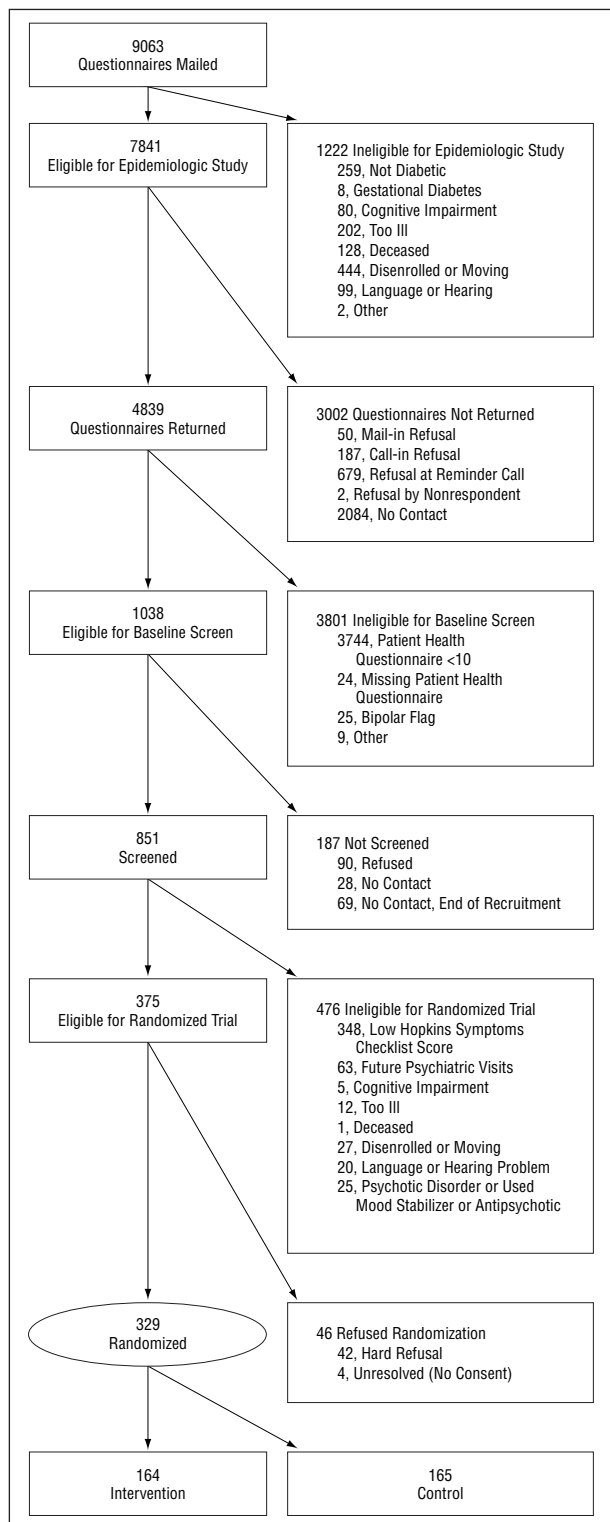 9063
Questionnaires Mailed
7841
Eligible for Epidemiologic Study
1222 Ineligible for Epidemiologic Study
259, Not Diabetic
8, Gestational Diabetes
80, Cognitive Impairment
202, Too Ill
128, Deceased
444, Disenrolled or Moving
99, Language or Hearing
2, Other
4839
Questionnaires Returned
3002 Questionnaires Not Returned
50, Mail-in Refusal
187, Call-in Refusal
679, Refusal at Reminder Call
2, Refusal by Nonrespondent
2084, No Contact
1038
Eligible for Baseline Screen
3801 Ineligible for Baseline Screen
3744, Patient Health
Questionnaire <10
24, Missing Patient Health
Questionnaire
25, Bipolar Flag
9, Other
851
Screened
187 Not Screened
90, Refused
28, No Contact
69, No Contact, End of Recruitment
375
Eligible for Randomized Trial
476 Ineligible for Randomized Trial
348, Low Hopkins Symptoms
Checklist Score
63, Future Psychiatric Visits
5, Cognitive Impairment
12, Too Ill
1, Deceased
27, Disenrolled or Moving
20, Language or Hearing Problem
25, Psychotic Disorder or Used
Mood Stabilizer or Antipsychotic
329
Randomized
46 Refused Randomization
42, Hard Refusal
4, Unresolved (No Consent)
164
Intervention
165
Control